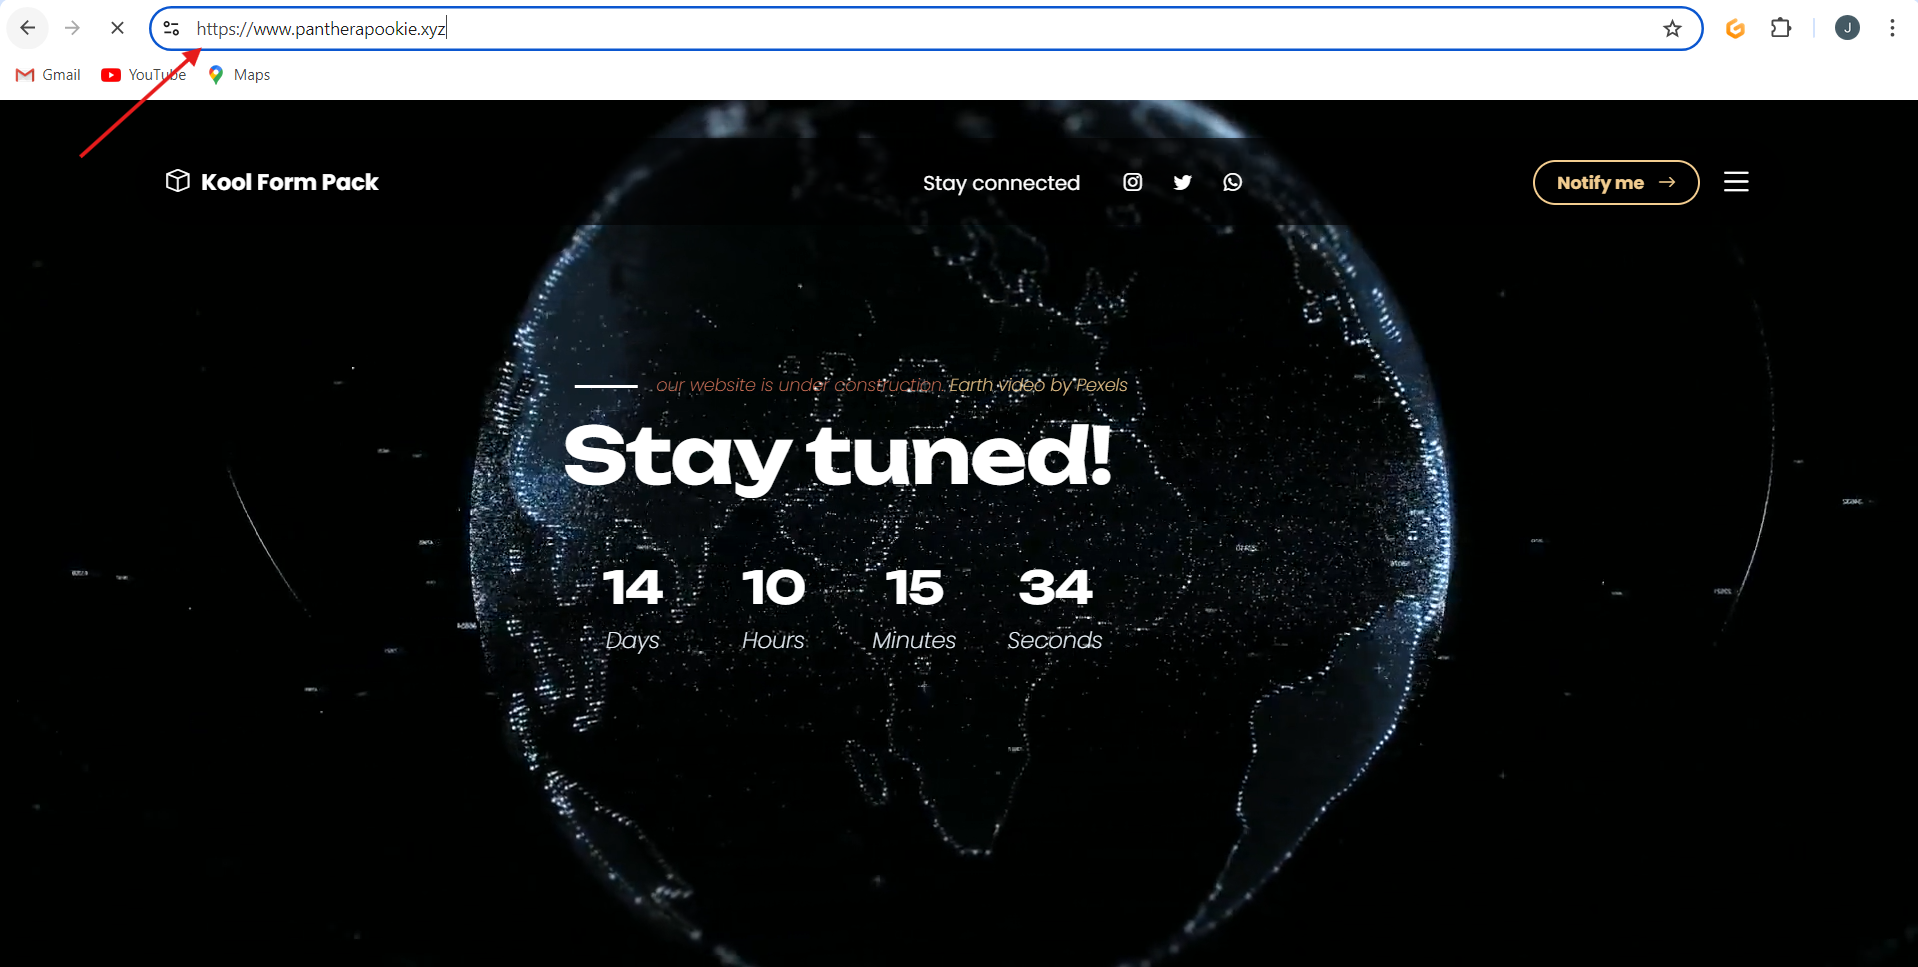 https://www.pantherapookie.xyz
J
Gmail
YouTube
Maps
Kool Form Pack
Stay connected
Notify me
our website is under construction. Earth video by Pexels
Stay tuned!
14 10 15 34
Days Hours Minutes Seconds